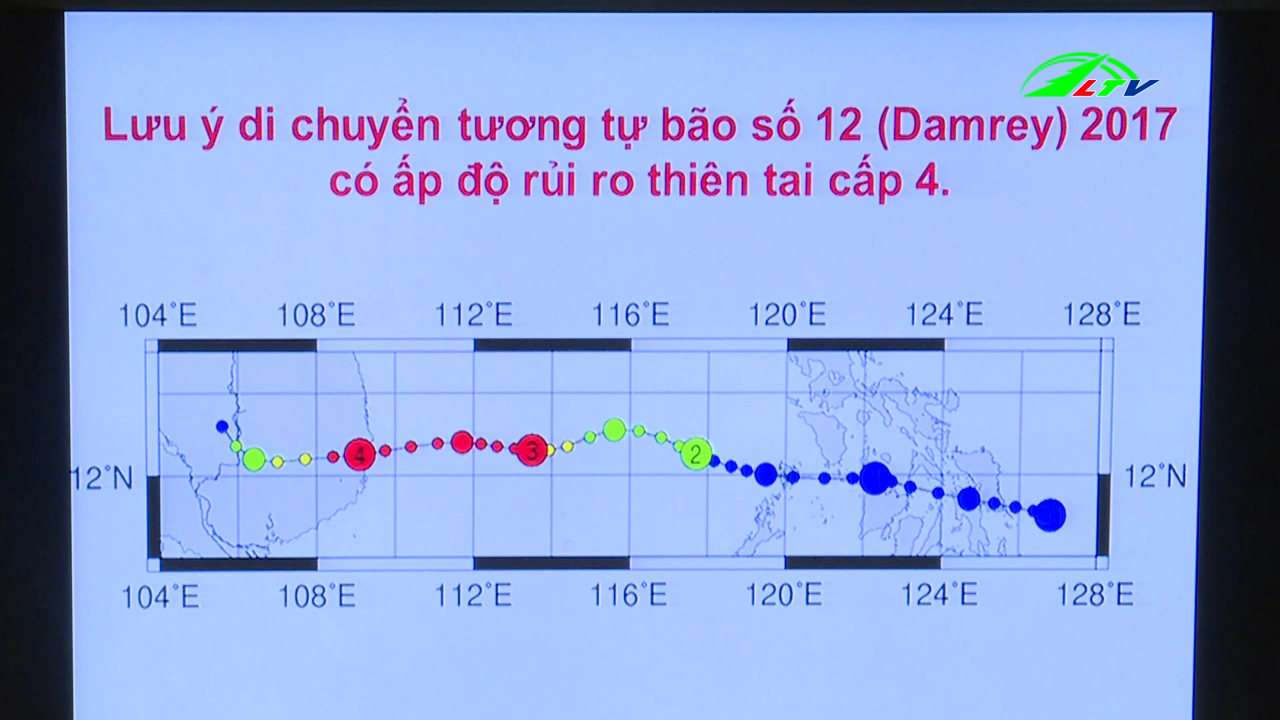 LTV
Lưu ý di chuyển tương tự bão số 12 (Damrey) 2017
có ấp độ rủi ro thiên tai cấp 4.
104°E 108°E 112°E 116°E 120°E 124°E 128°E
4 3 2
12°N 12°N
104°E 108°E 112°E 116°E 120°E 124°E 128°E